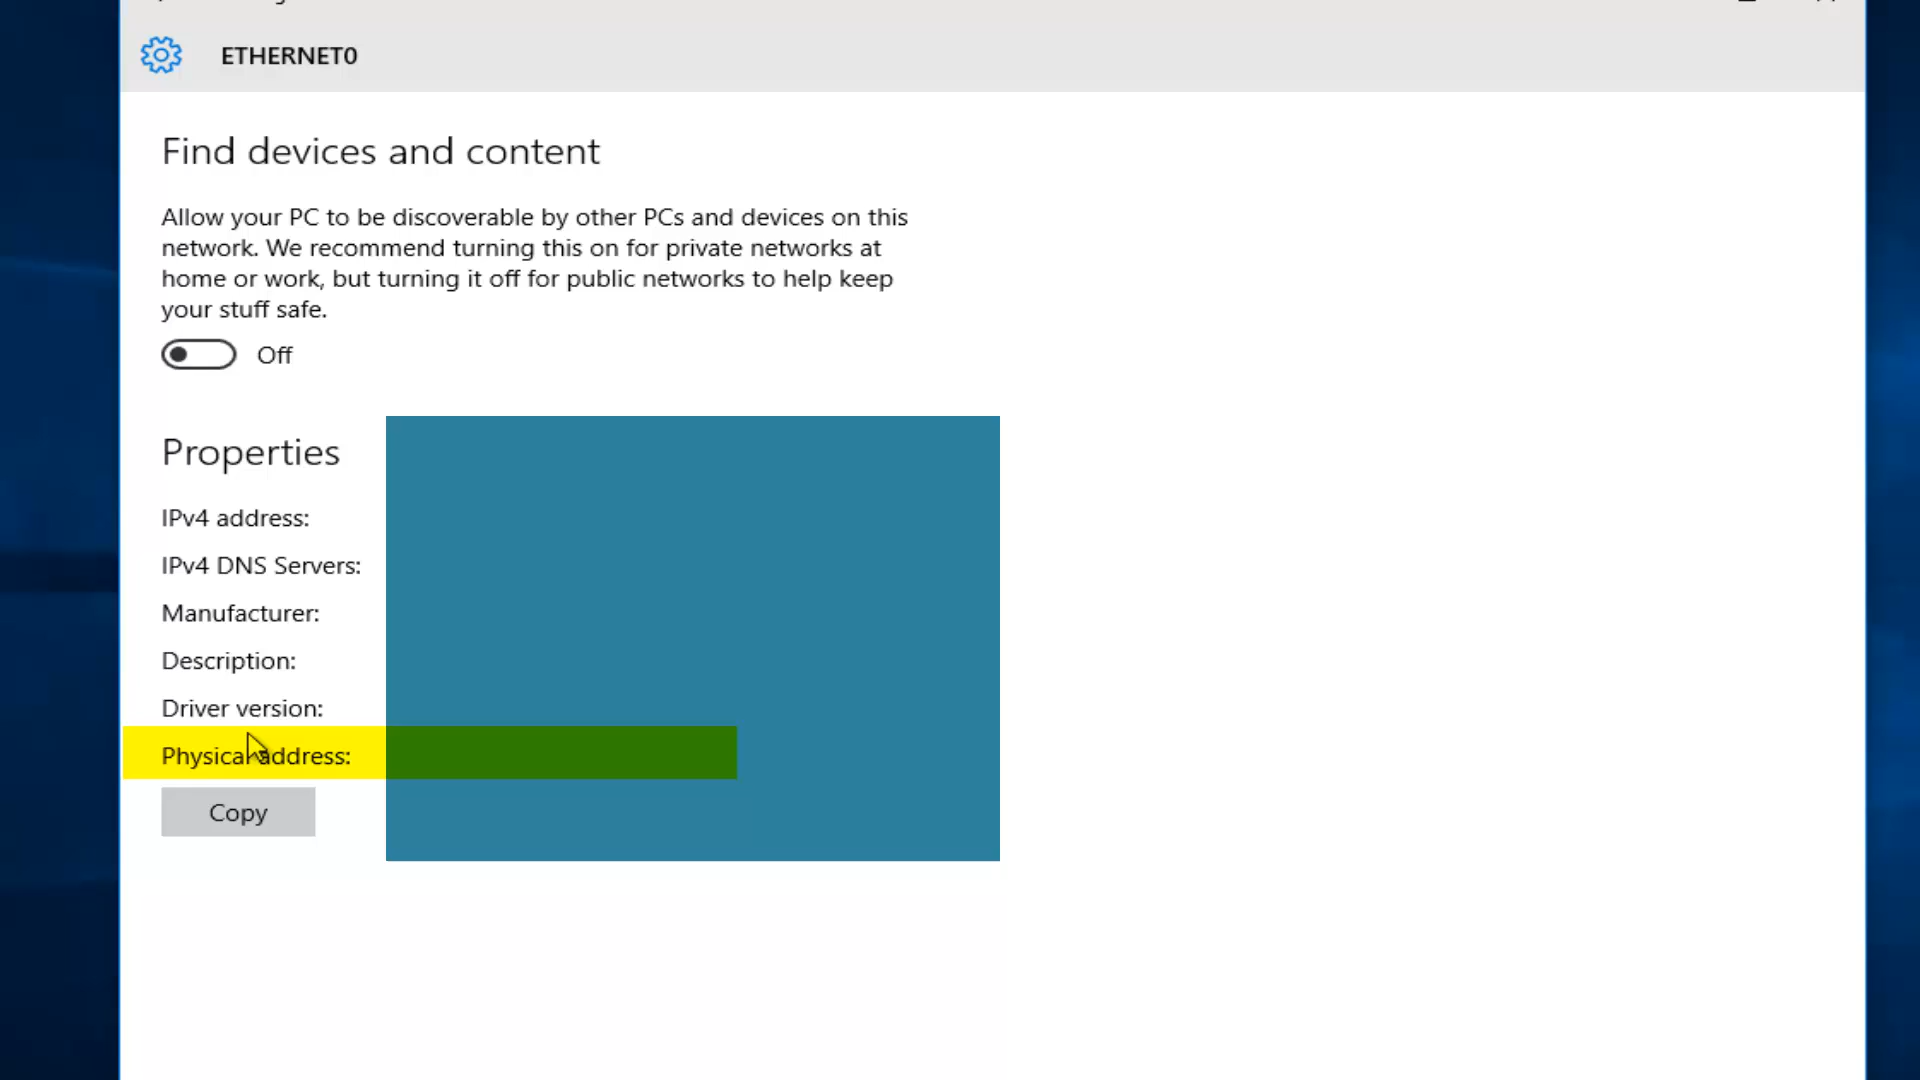 ETHERNET0
Find devices and content
Allow your PC to be discoverable by other PCs and devices on this
network. We recommend turning this on for private networks at
home or work, but turning it off for public networks to help keep
your stuff safe.
Off
Properties
IPv4 address:
IPv4 DNS Servers:
Manufacturer:
Description:
Driver version:
Physical address:
Copy